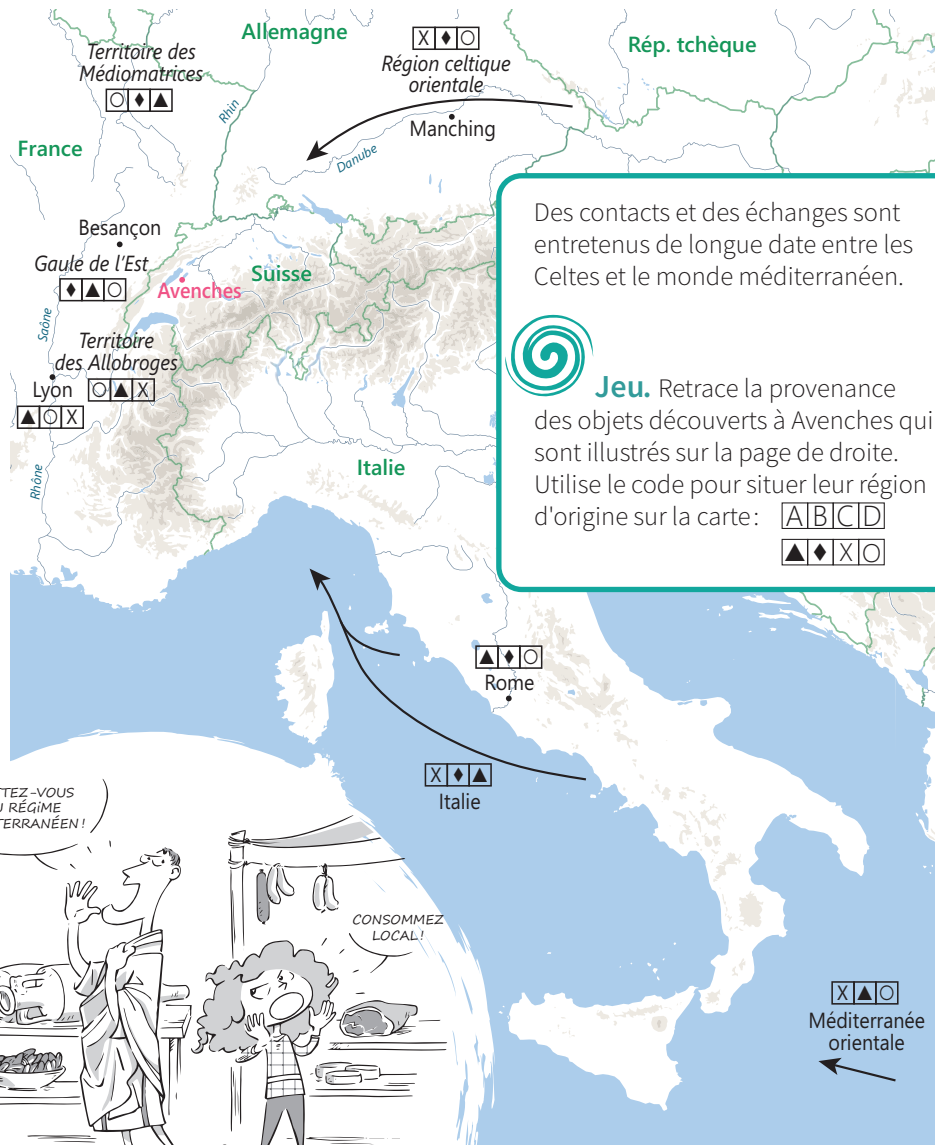 Allemagne
X ♦ O
Région celtique
orientale
Rép. tchèque
Territoire des
Médiomatrices
O ♦ ▲
Rhin
Manching
Danube
France
Besançon
Gaule de l'Est
♦ ▲ O
Avenches
Suisse
Saône
Territoire
des Allobroges
O ▲ X
Lyon
▲ O X
Rhône
Italie
Des contacts et des échanges sont
entretenus de longue date entre les
Celtes et le monde méditerranéen.
Jeu. Retrace la provenance
des objets découverts à Avenches qui
sont illustrés sur la page de droite.
Utilise le code pour situer leur région
d'origine sur la carte : A B C D
▲ ♦ X O
▲ ♦ O
Rome
X ♦ ▲
Italie
X ▲ O
Méditerranée
orientale
TEZ-VOUS
RÉGIME
TERRANÉEN !
CONSOMMEZ
LOCAL !